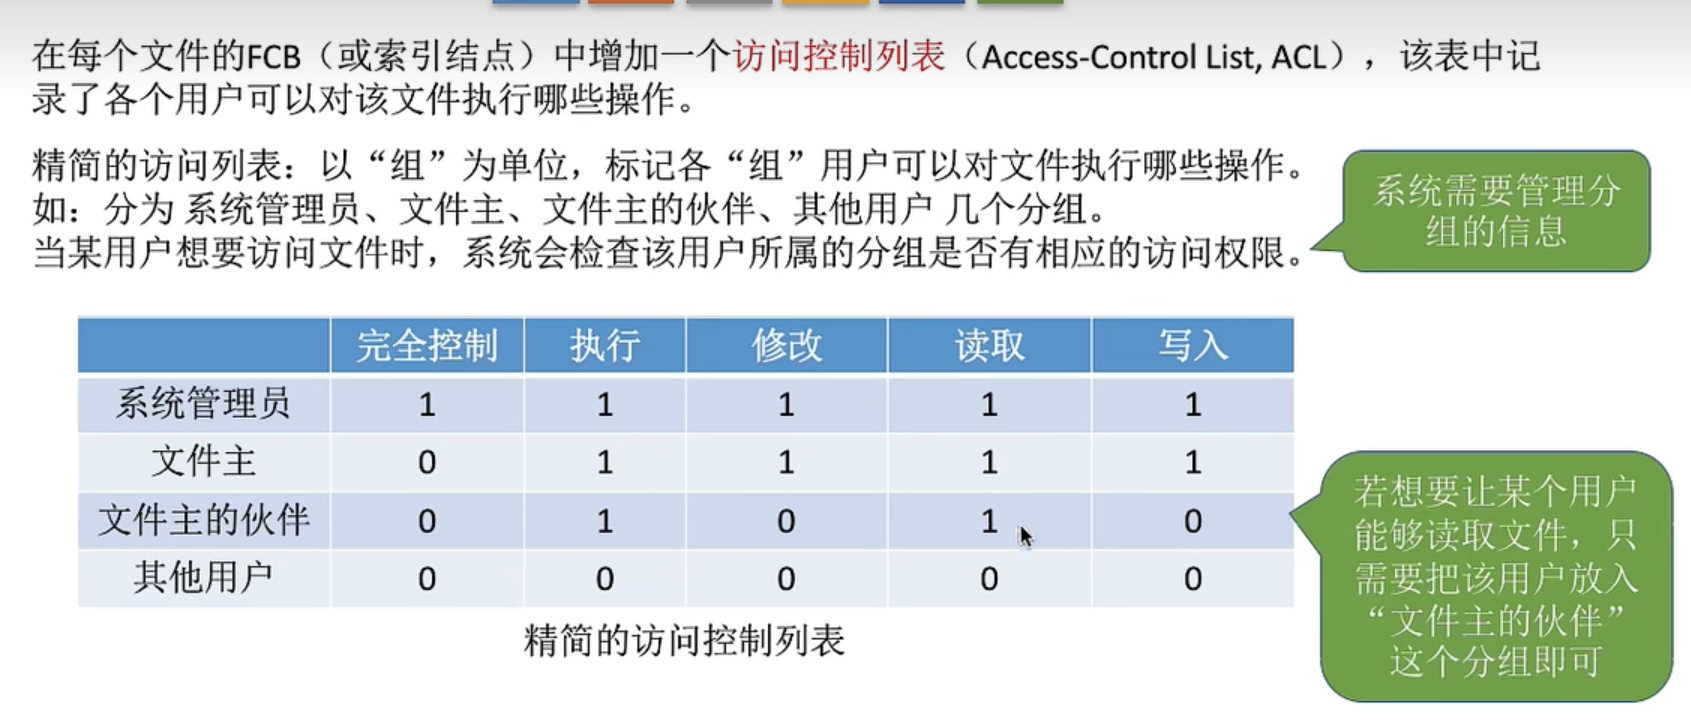 在每个文件的FCB（或索引结点）中增加一个访问控制列表（Access-Control List, ACL），该表中记
录了各个用户可以对该文件执行哪些操作。
精简的访问列表：以“组”为单位，标记各“组”用户可以对文件执行哪些操作。
如：分为 系统管理员、文件主、文件主的伙伴、其他用户 几个分组。
当某用户想要访问文件时，系统会检查该用户所属的分组是否有相应的访问权限。
系统需要管理分
组的信息
完全控制 执行 修改 读取 写入
系统管理员 1 1 1 1 1
文件主 0 1 1 1 1
文件主的伙伴 0 1 0 1 0
其他用户 0 0 0 0 0
精简的访问控制列表
若想要让某个用户
能够读取文件，只
需要把该用户放入
“文件主的伙伴”
这个分组即可